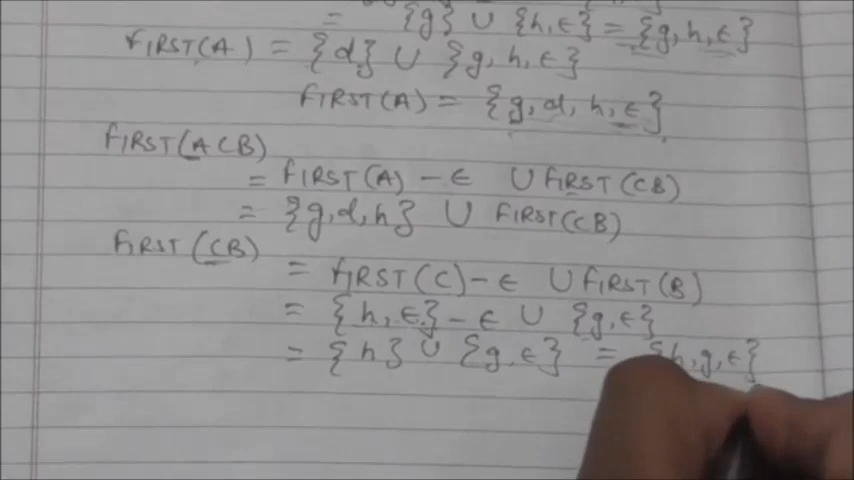 = {g} ∪ {h, ε} = {g, h, ε}
FIRST(A) = {d} ∪ {g, h, ε}
FIRST(A) = {g, d, h, ε}
FIRST(ACB)
= FIRST(A) - ε ∪ FIRST(CB)
= {g, d, h} ∪ FIRST(CB)
FIRST(CB)
= FIRST(C) - ε ∪ FIRST(B)
= {h, ε} - ε ∪ {g, ε}
= {h} ∪ {g, ε} = {h, g, ε}